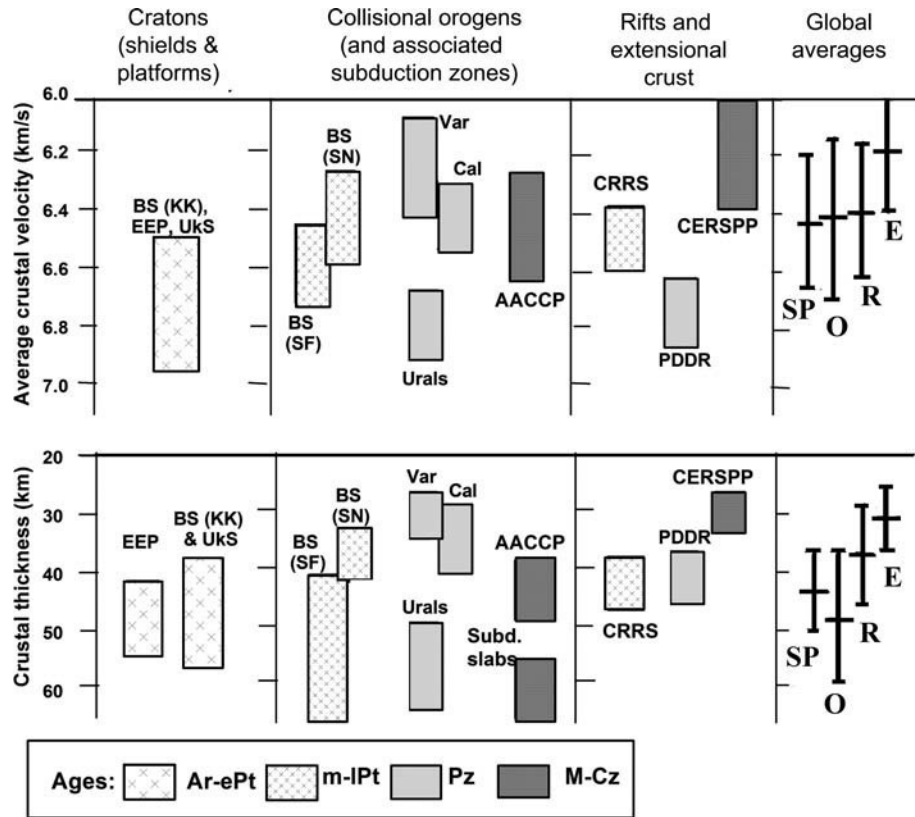 Cratons
(shields &
platforms)
Collisional orogens
(and associated
subduction zones)
Rifts and
extensional
crust
Global
averages
Average crustal velocity (km/s)
6.0
6.2
6.4
6.6
6.8
7.0
BS (KK),
EEP, UkS
BS
(SN)
BS
(SF)
Var
Cal
Urals
AACCP
CRRS
PDDR
CERSPP
SP
O
R
E
Crustal thickness (km)
20
30
40
50
60
EEP
BS (KK)
& UkS
BS
(SF)
BS
(SN)
Var
Cal
Urals
AACCP
Subd.
slabs
CRRS
PDDR
CERSPP
SP
O
R
E
Ages: Ar-ePt m-lPt Pz M-Cz